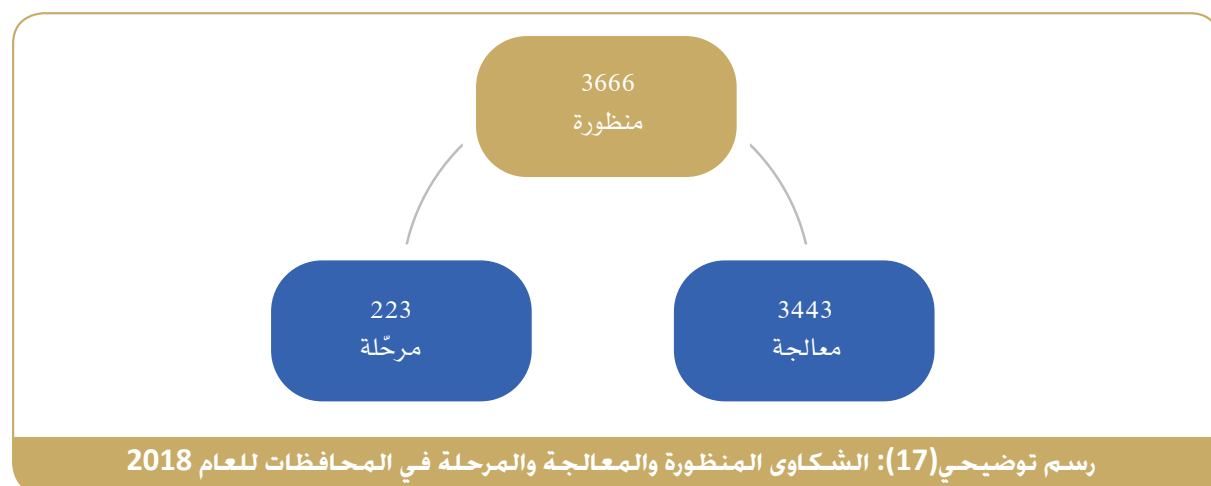 3666
منظورة
3443
معالجة
223
مرحّلة
رسم توضيحي(17): الشكاوى المنظورة والمعالجة والمرحلة في المحافظات للعام 2018